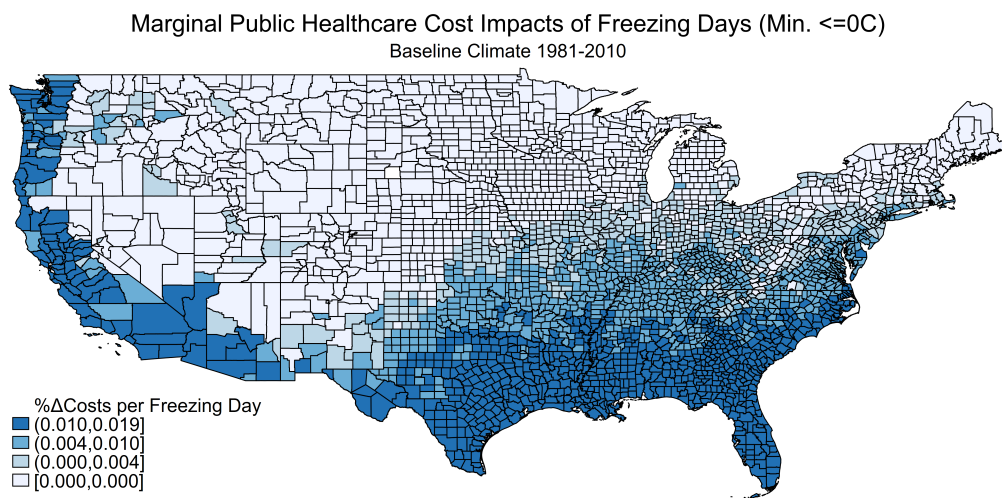 Marginal Public Healthcare Cost Impacts of Freezing Days (Min. <=0C)
Baseline Climate 1981-2010
%ΔCosts per Freezing Day
(0.010,0.019]
(0.004,0.010]
(0.000,0.004]
[0.000,0.000]